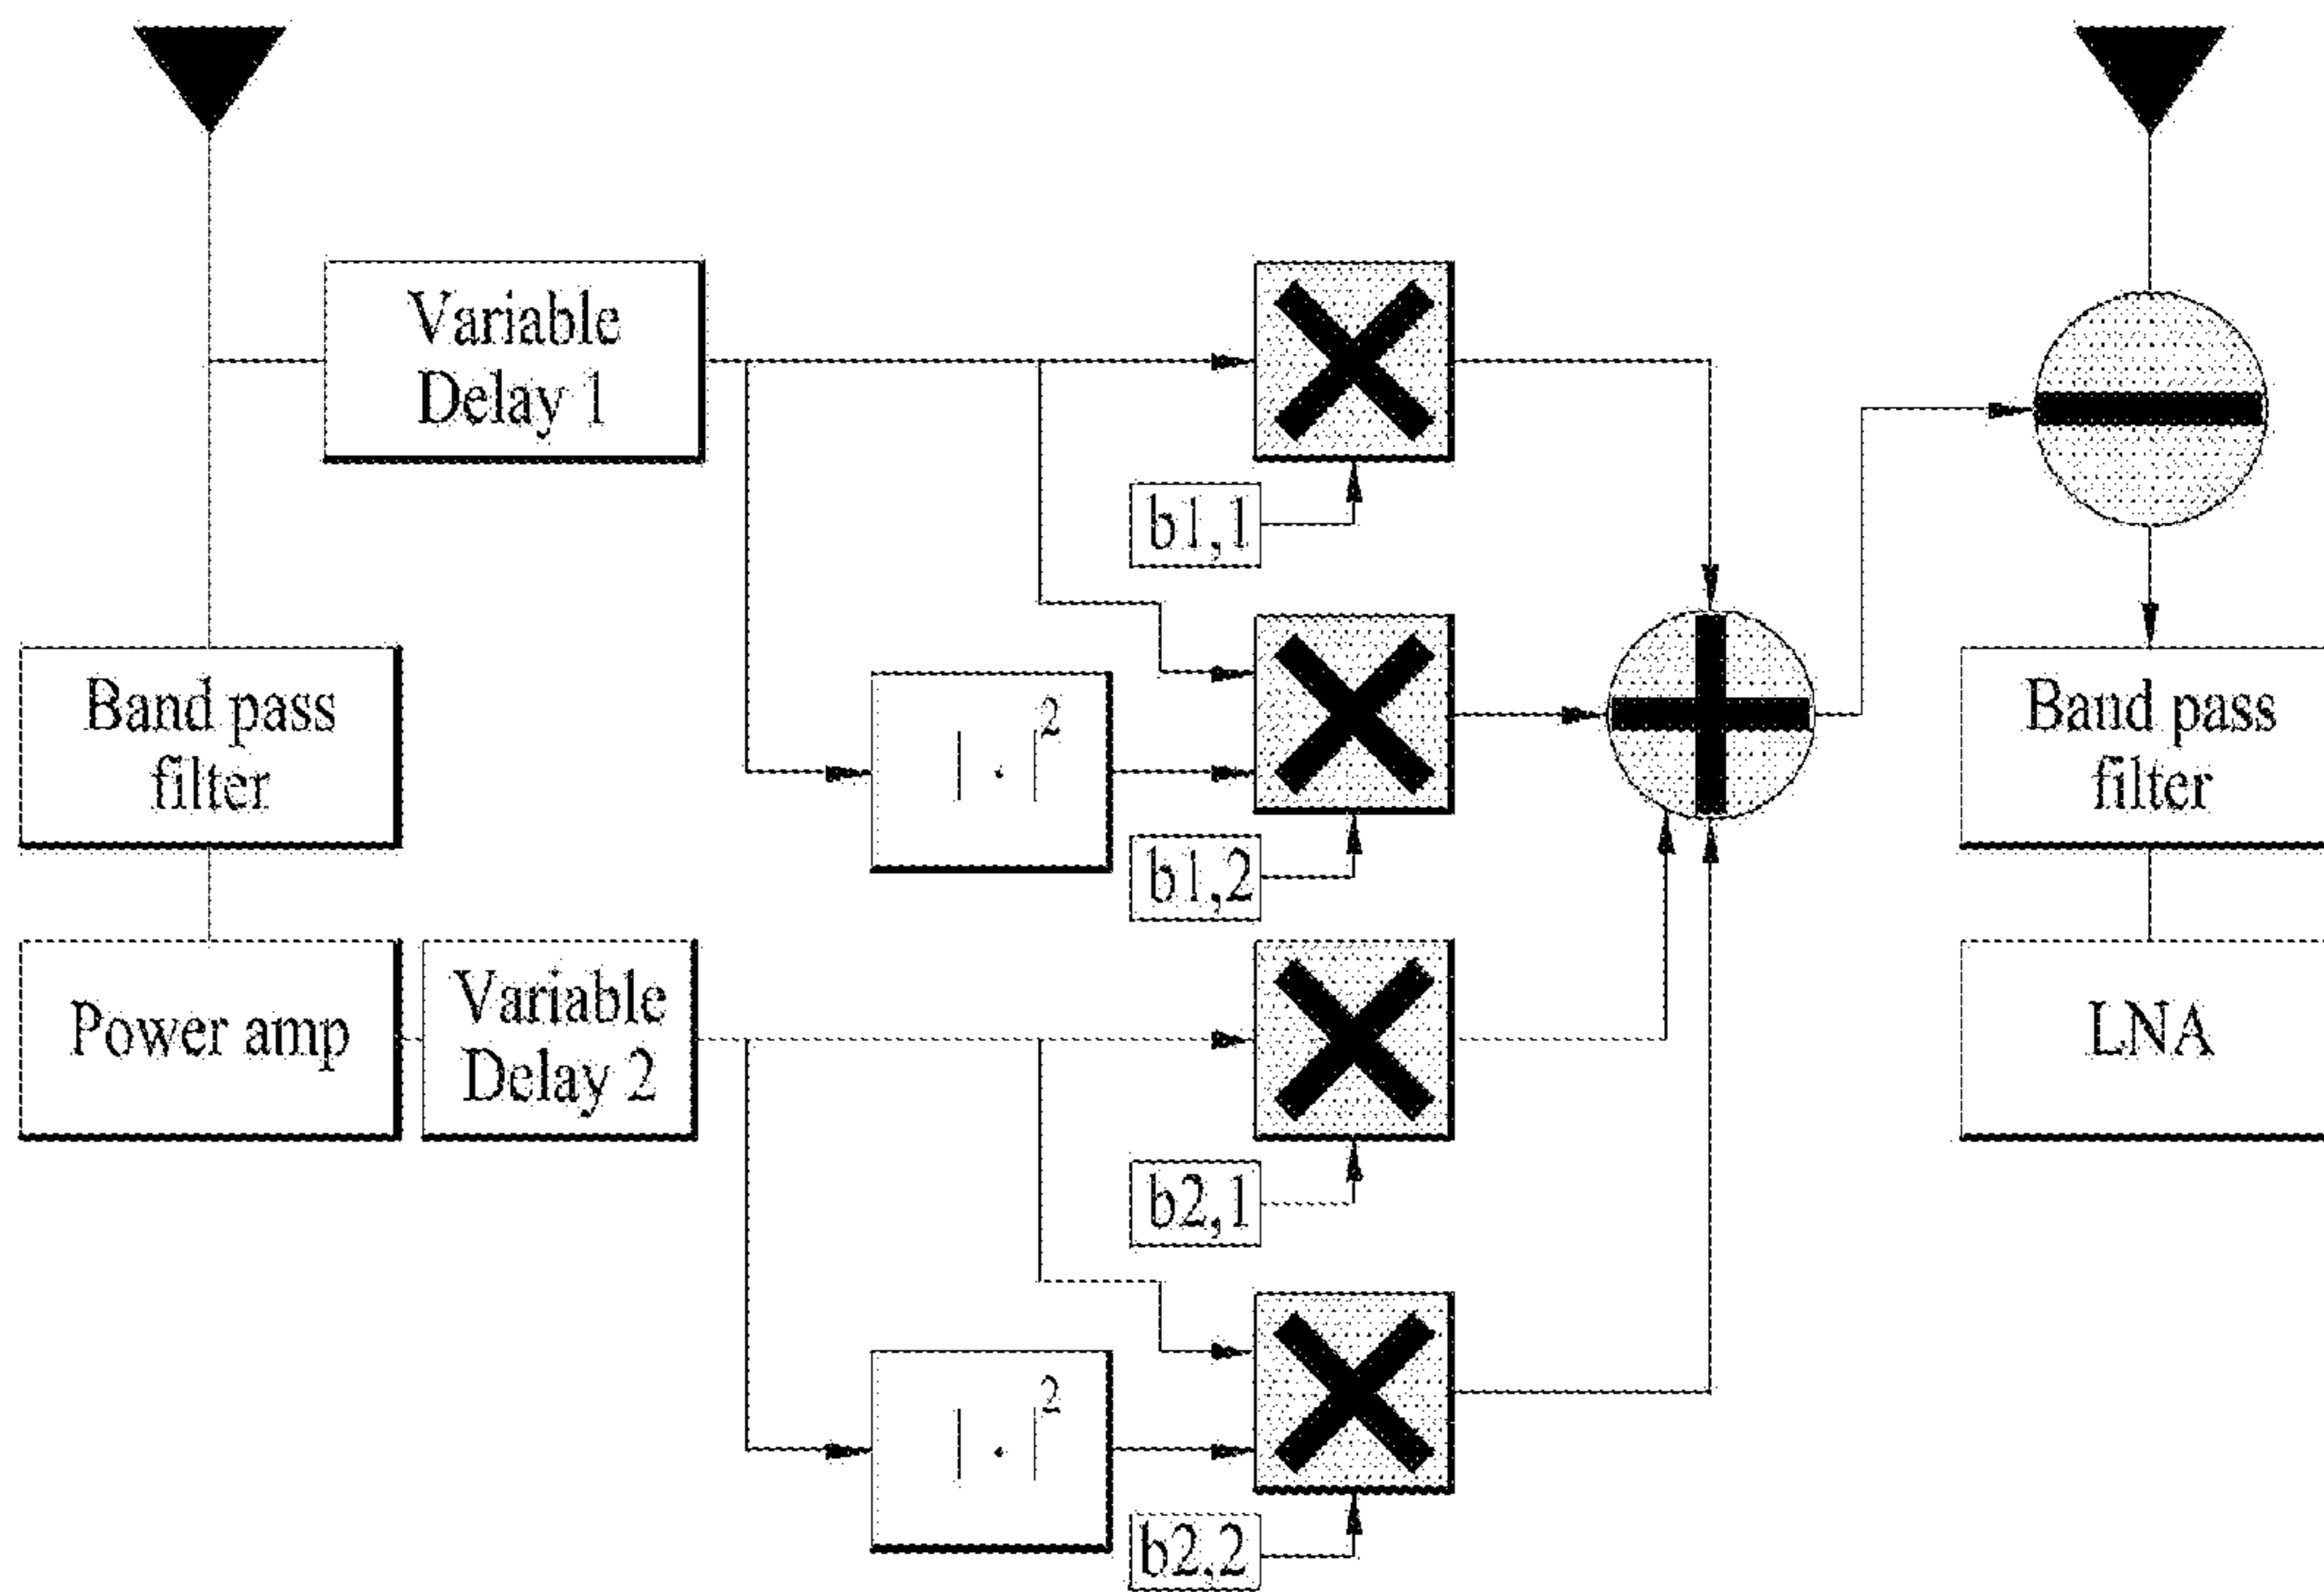 Variable
Delay 1
b1,1
Band pass
filter
| · |²
b1,2
Band pass
filter
Power amp
Variable
Delay 2
LNA
b2,1
| · |²
b2,2